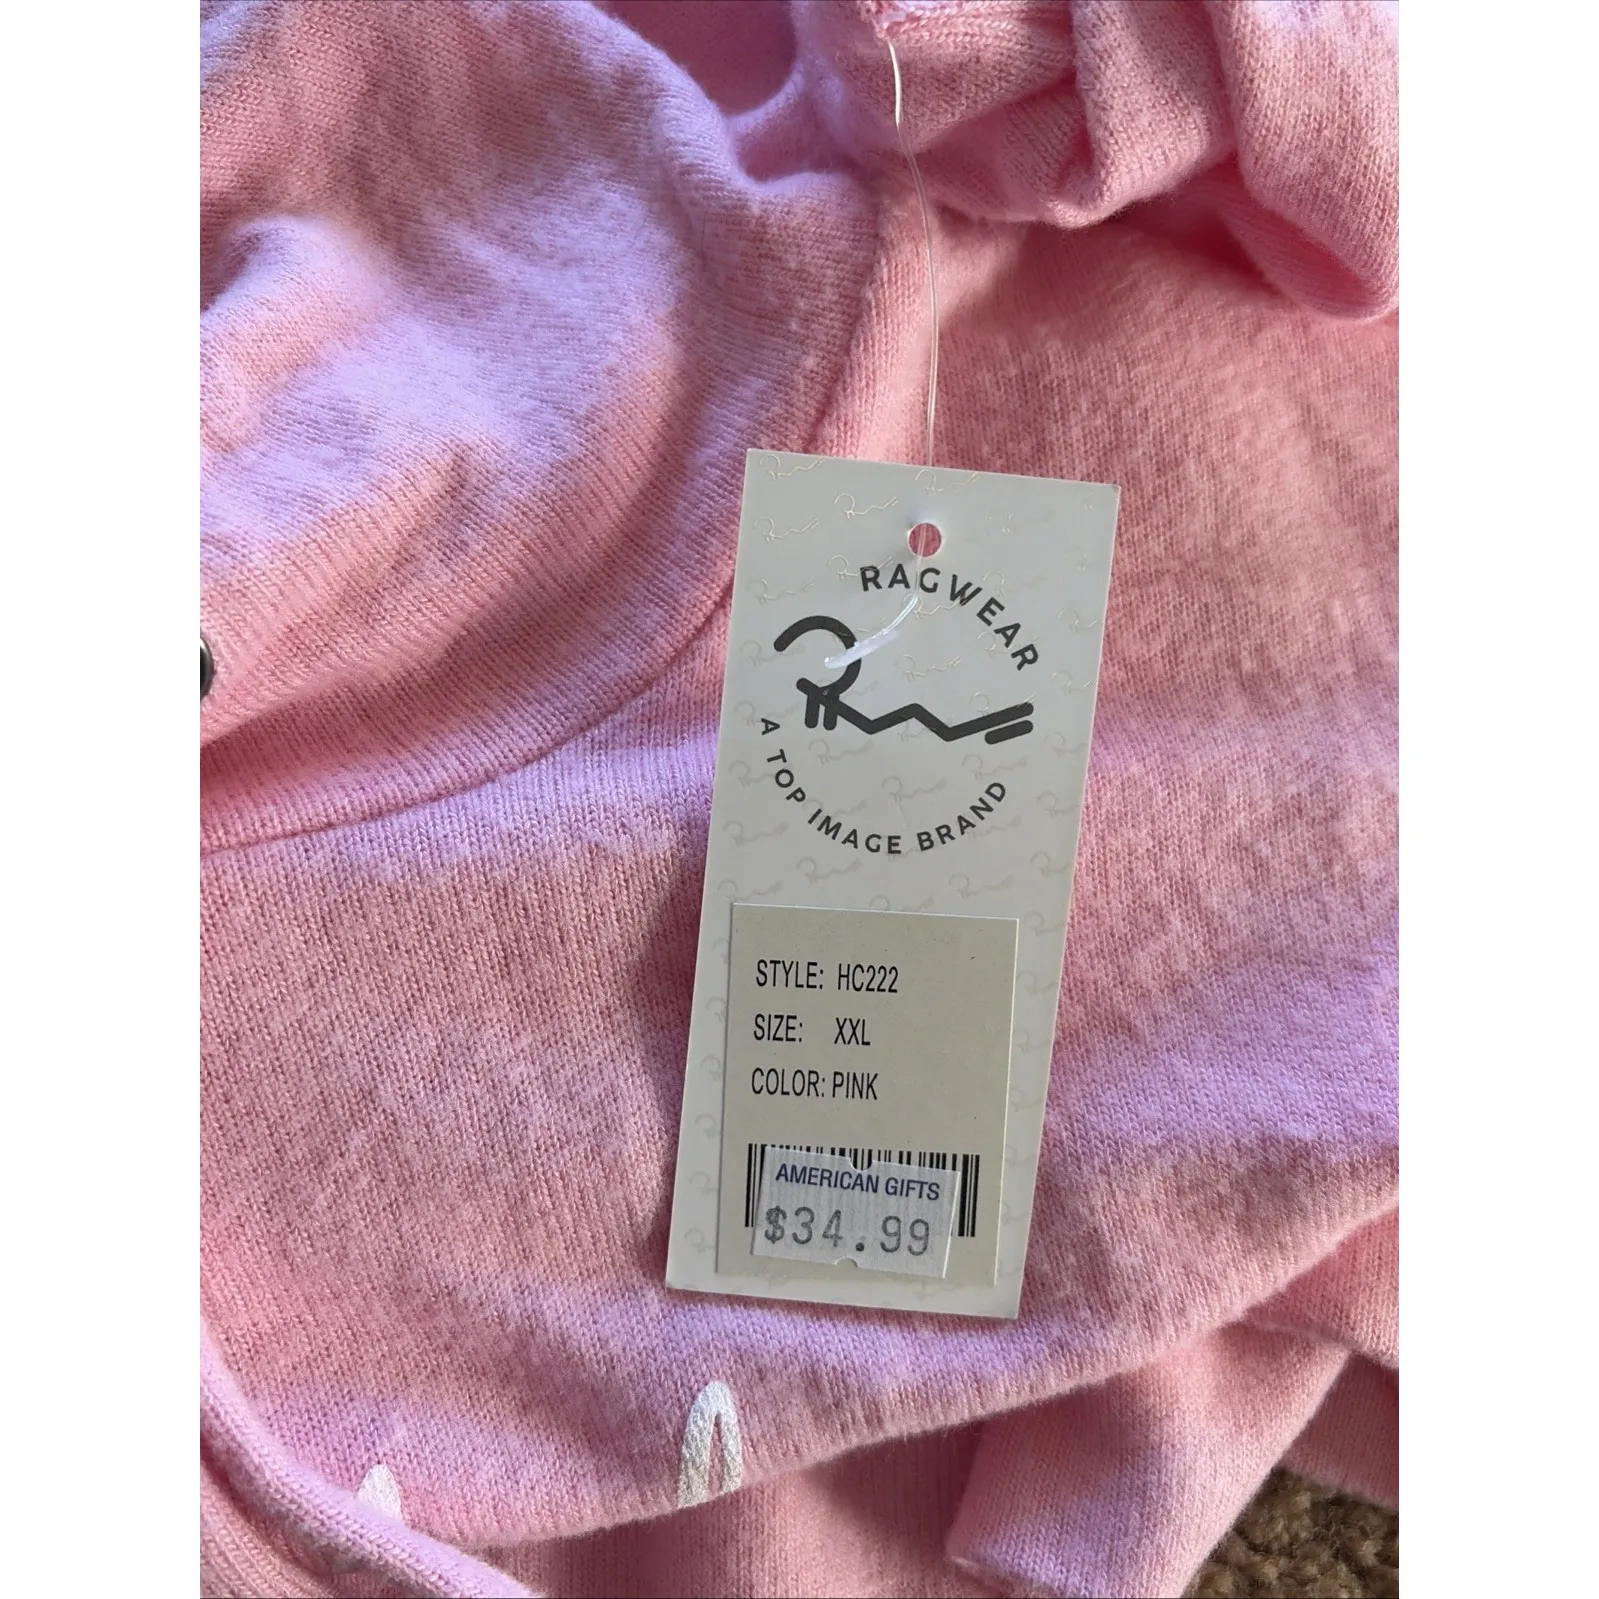 RAGWEAR
A TOP IMAGE BRAND
STYLE: HC222
SIZE: XXL
COLOR: PINK
AMERICAN GIFTS
$34.99